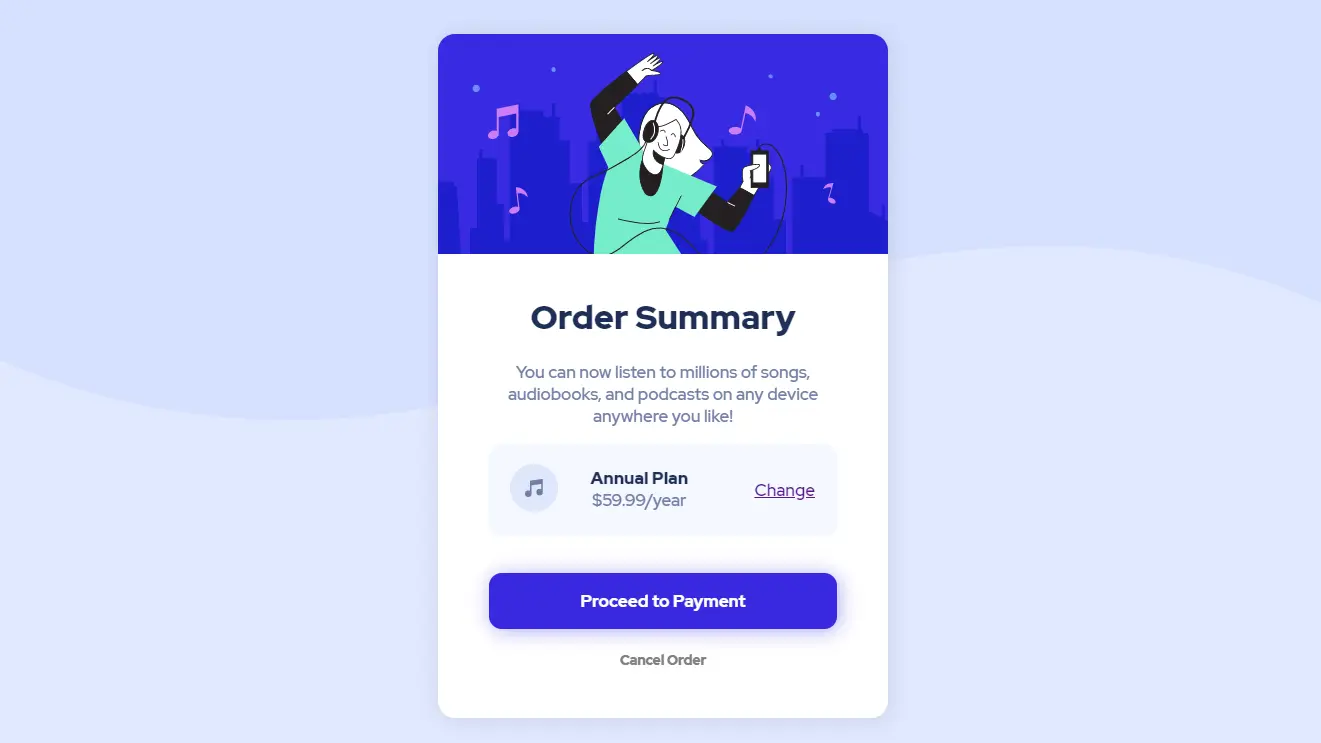 Order Summary
You can now listen to millions of songs,
audiobooks, and podcasts on any device
anywhere you like!
Annual Plan
$59.99/year
Change
Proceed to Payment
Cancel Order